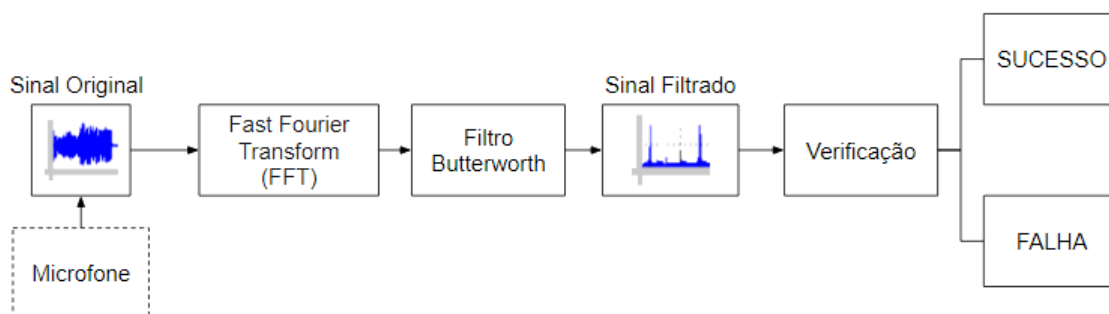 Sinal Original
Microfone
Fast Fourier
Transform
(FFT)
Filtro
Butterworth
Sinal Filtrado
Verificação
SUCESSO
FALHA